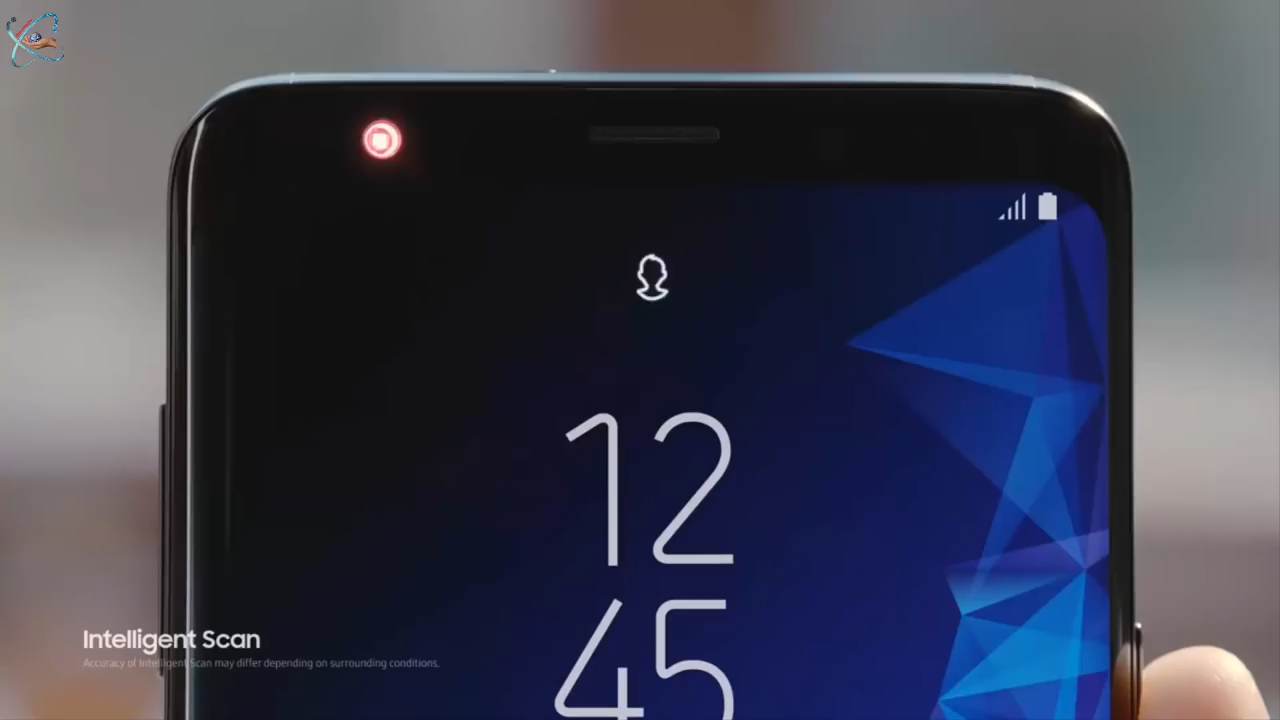 12
45
Intelligent Scan
Accuracy of Intelligent Scan may differ depending on surrounding conditions.